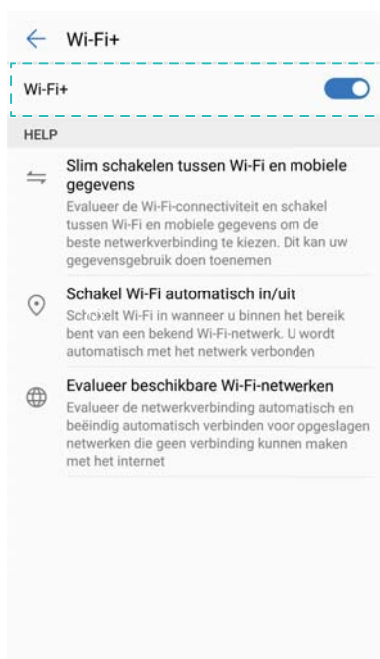 Wi-Fi+
Wi-Fi+
HELP
Slim schakelen tussen Wi-Fi en mobiele
gegevens
Evalueer de Wi-Fi-connectiviteit en schakel
tussen Wi-Fi en mobiele gegevens om de
beste netwerkverbinding te kiezen. Dit kan uw
gegevensgebruik doen toenemen
Schakel Wi-Fi automatisch in/uit
Schakelt Wi-Fi in wanneer u binnen het bereik
bent van een bekend Wi-Fi-netwerk. U wordt
automatisch met het netwerk verbonden
Evalueer beschikbare Wi-Fi-netwerken
Evalueer de netwerkverbinding automatisch en
beëindig automatisch verbinden voor opgeslagen
netwerken die geen verbinding kunnen maken
met het internet